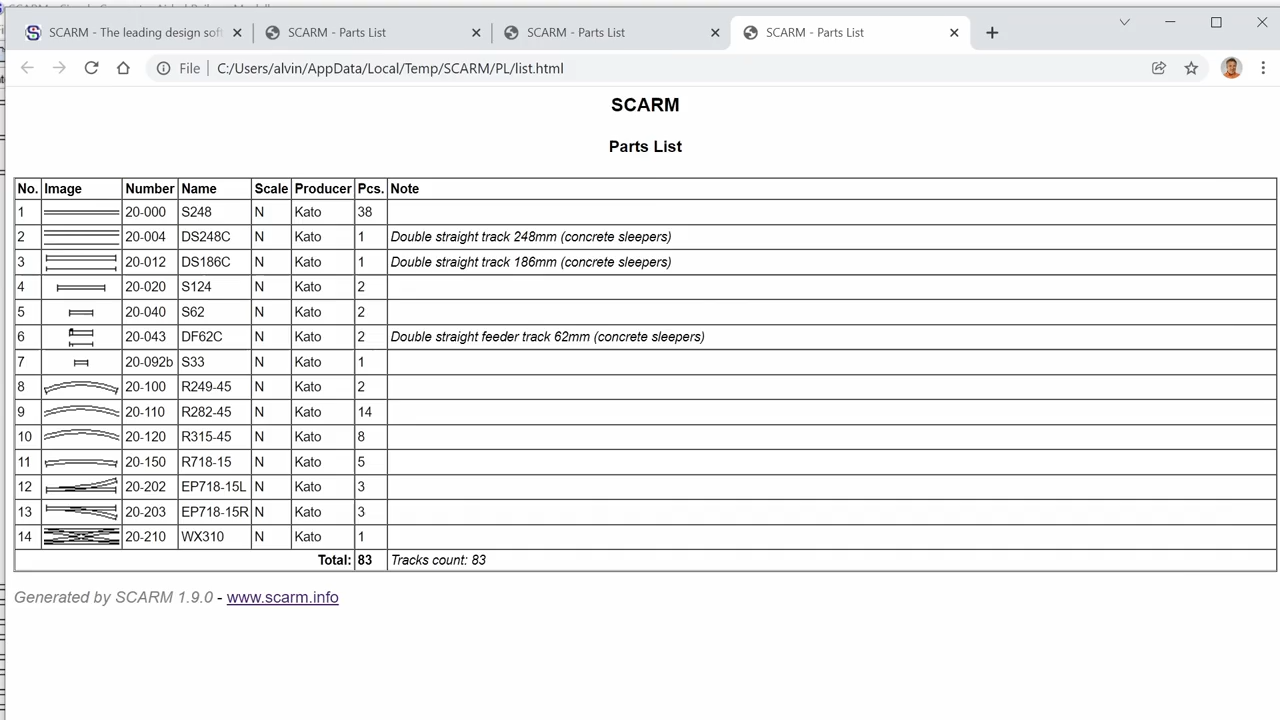 SCARM - The leading design soft
SCARM - Parts List
SCARM - Parts List
SCARM - Parts List
File C:/Users/alvin/AppData/Local/Temp/SCARM/PL/list.html
SCARM
Parts List
No. Image Number Name Scale Producer Pcs. Note
1 20-000 S248 N Kato 38
2 20-004 DS248C N Kato 1 Double straight track 248mm (concrete sleepers)
3 20-012 DS186C N Kato 1 Double straight track 186mm (concrete sleepers)
4 20-020 S124 N Kato 2
5 20-040 S62 N Kato 2
6 20-043 DF62C N Kato 2 Double straight feeder track 62mm (concrete sleepers)
7 20-092b S33 N Kato 1
8 20-100 R249-45 N Kato 2
9 20-110 R282-45 N Kato 14
10 20-120 R315-45 N Kato 8
11 20-150 R718-15 N Kato 5
12 20-202 EP718-15L N Kato 3
13 20-203 EP718-15R N Kato 3
14 20-210 WX310 N Kato 1
Total: 83 Tracks count: 83
Generated by SCARM 1.9.0 - www.scarm.info